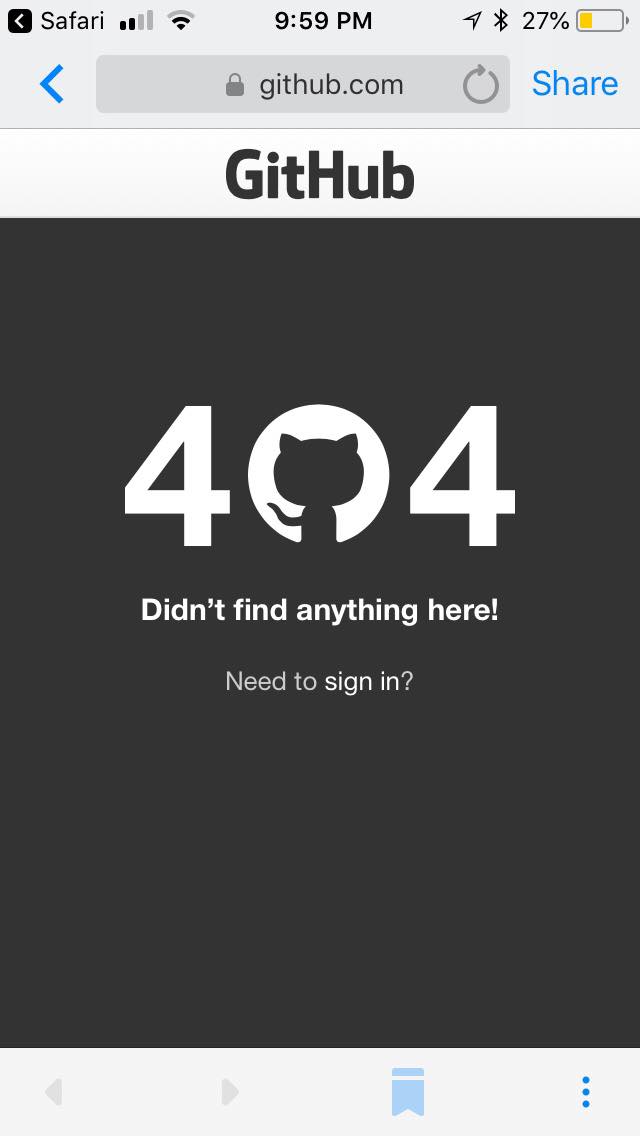 Safari 9:59 PM 27%
github.com Share
GitHub
404
Didn’t find anything here!
Need to sign in?